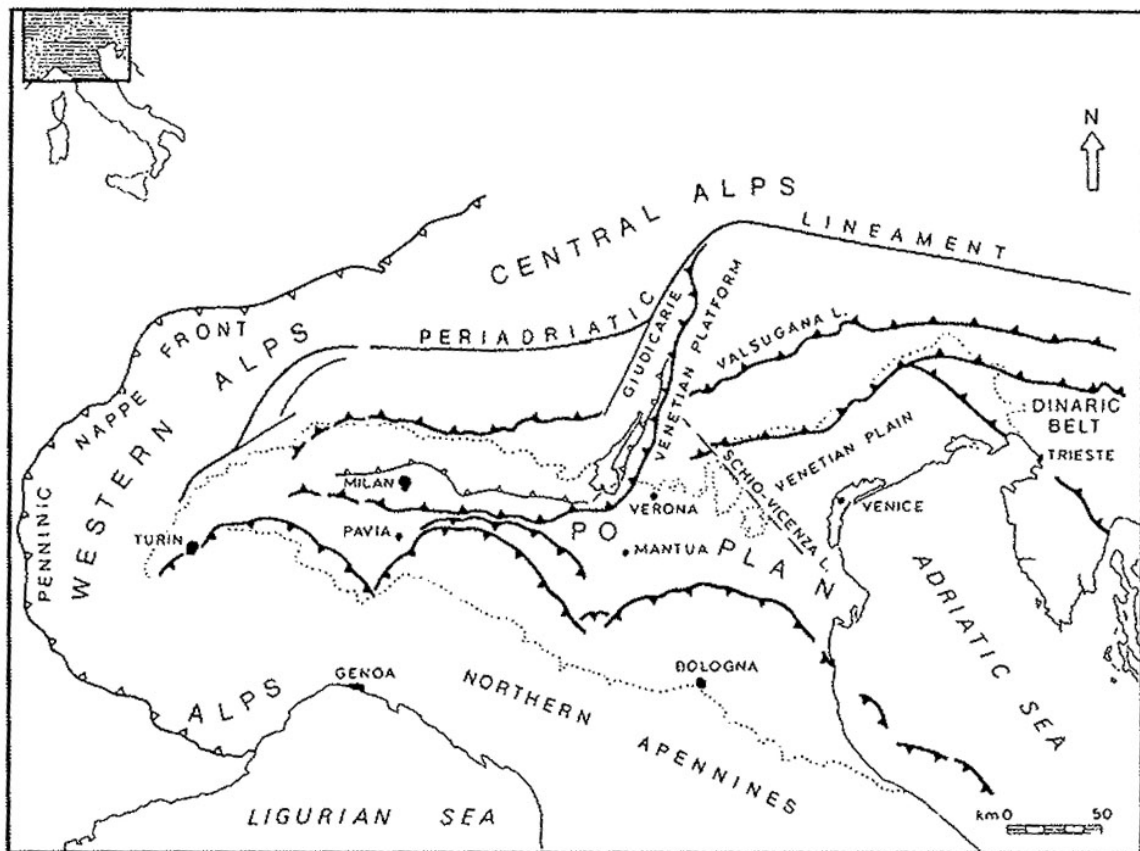 N
CENTRAL ALPS
LINEAMENT
PERIADRIATIC
GIUDICARIE
VENETIAN PLATFORM
VALSUGANA L.
PENNINIC NAPPE FRONT
WESTERN ALPS
DINARIC
BELT
TRIESTE
VENETIAN PLAIN
SCHIO-VICENZA L.
MILAN
VERONA
VENICE
TURIN
PAVIA
PO PLAN
MANTUA
ADRIATIC SEA
ALPS
GENOA
BOLOGNA
NORTHERN APENNINES
LIGURIAN SEA
km 0 50